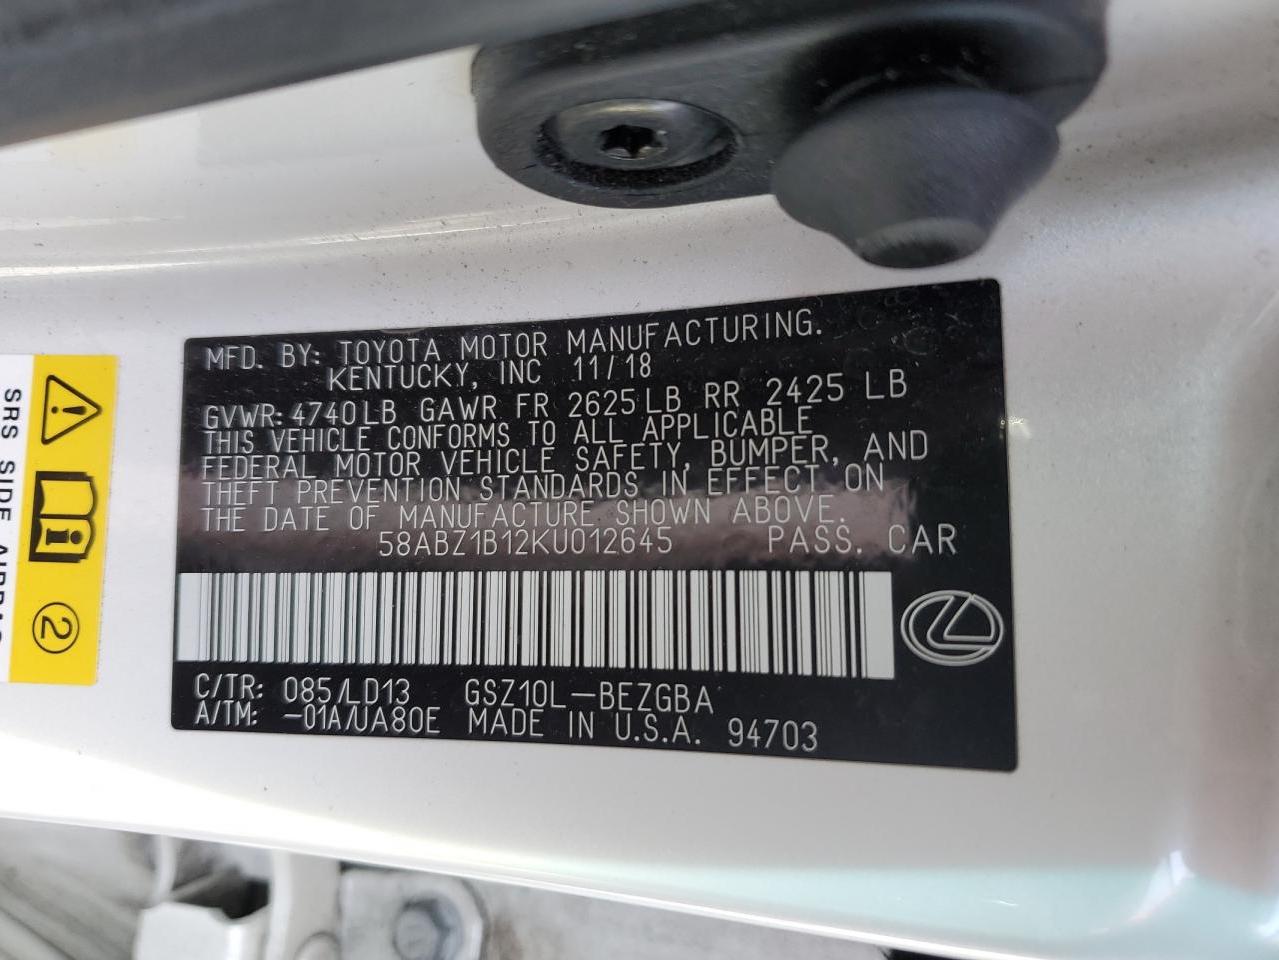 MFD. BY: TOYOTA MOTOR MANUFACTURING.
KENTUCKY, INC 11/18
GVWR: 4740LB GAWR FR 2625LB RR 2425 LB
THIS VEHICLE CONFORMS TO ALL APPLICABLE
FEDERAL MOTOR VEHICLE SAFETY, BUMPER, AND
THEFT PREVENTION STANDARDS IN EFFECT ON
THE DATE OF MANUFACTURE SHOWN ABOVE.
58ABZ1B12KU012645 PASS. CAR
C/TR: 085/LD13 GSZ10L-BEZGBA
A/TM: -01A/UA80E MADE IN U.S.A. 94703
SRS SIDE AIRBAG
2